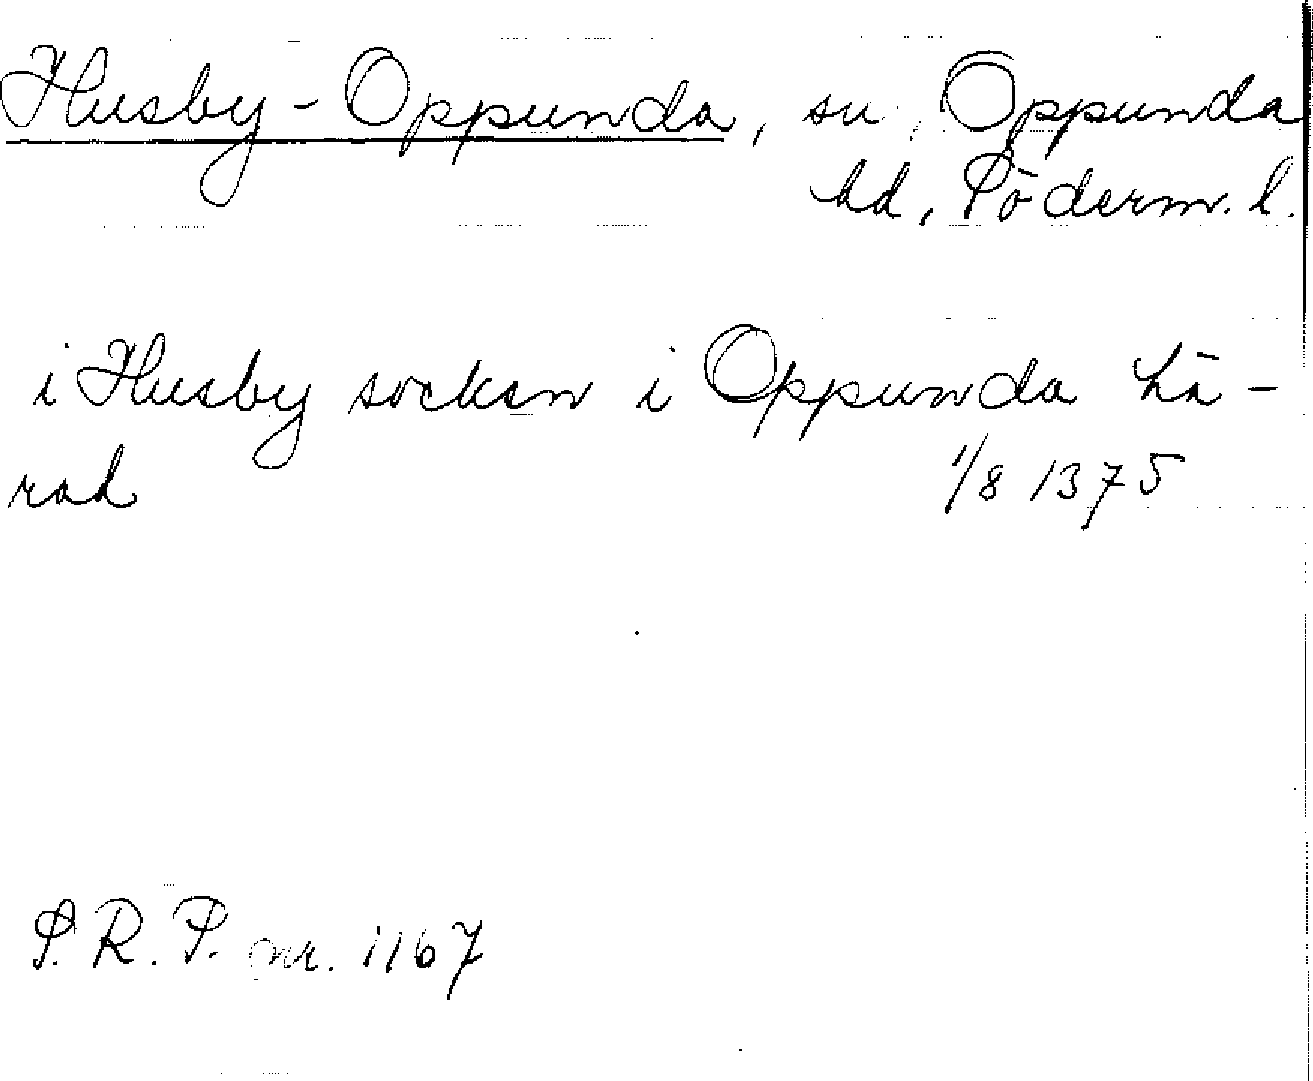 Husby-Oppunda, sn, Oppunda
hd, Söderm. l.
i Husby socken i Oppunda hä-
rad 1/8 1375
S.R.P. nr. 1167